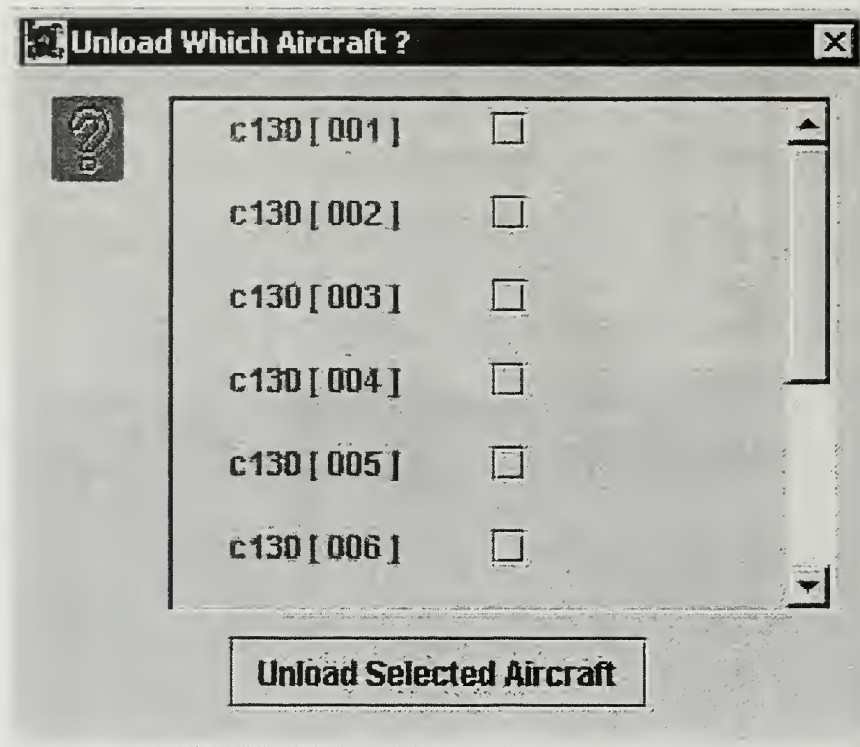 Unload Which Aircraft ?
c130 [ 001 ]
c130 [ 002 ]
c130 [ 003 ]
c130 [ 004 ]
c130 [ 005 ]
c130 [ 006 ]
Unload Selected Aircraft